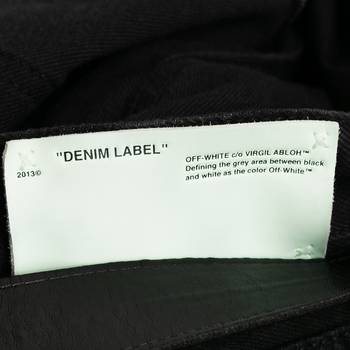 2013©
"DENIM LABEL"
OFF-WHITE c/o VIRGIL ABLOH™
Defining the grey area between black
and white as the color Off-White™